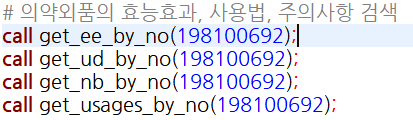 # 의약외품의 효능효과, 사용법, 주의사항 검색
call get_ee_by_no(198100692);
call get_ud_by_no(198100692);
call get_nb_by_no(198100692);
call get_usages_by_no(198100692);